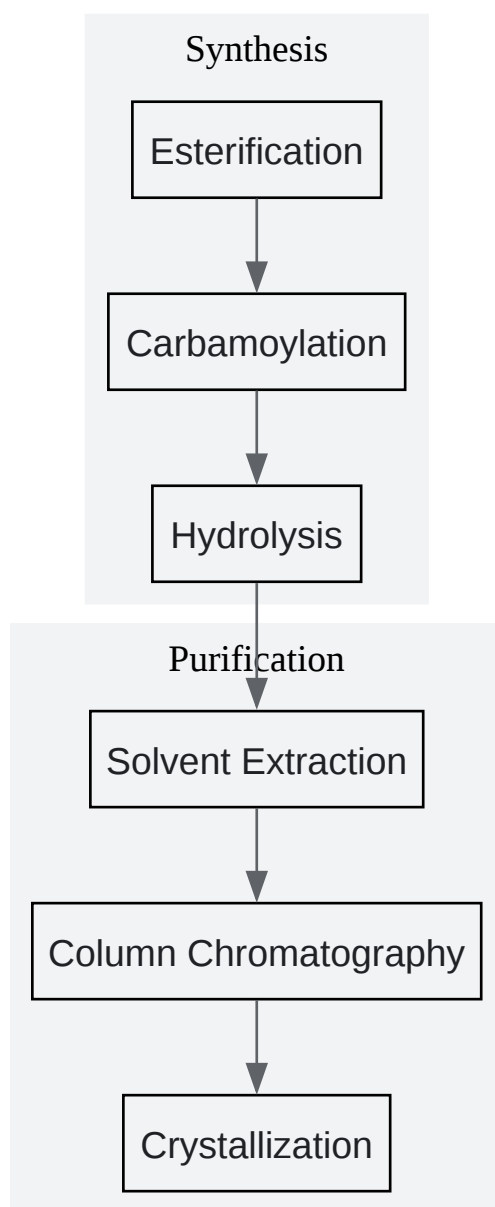 Synthesis
Esterification
Carbamoylation
Hydrolysis
Purification
Solvent Extraction
Column Chromatography
Crystallization